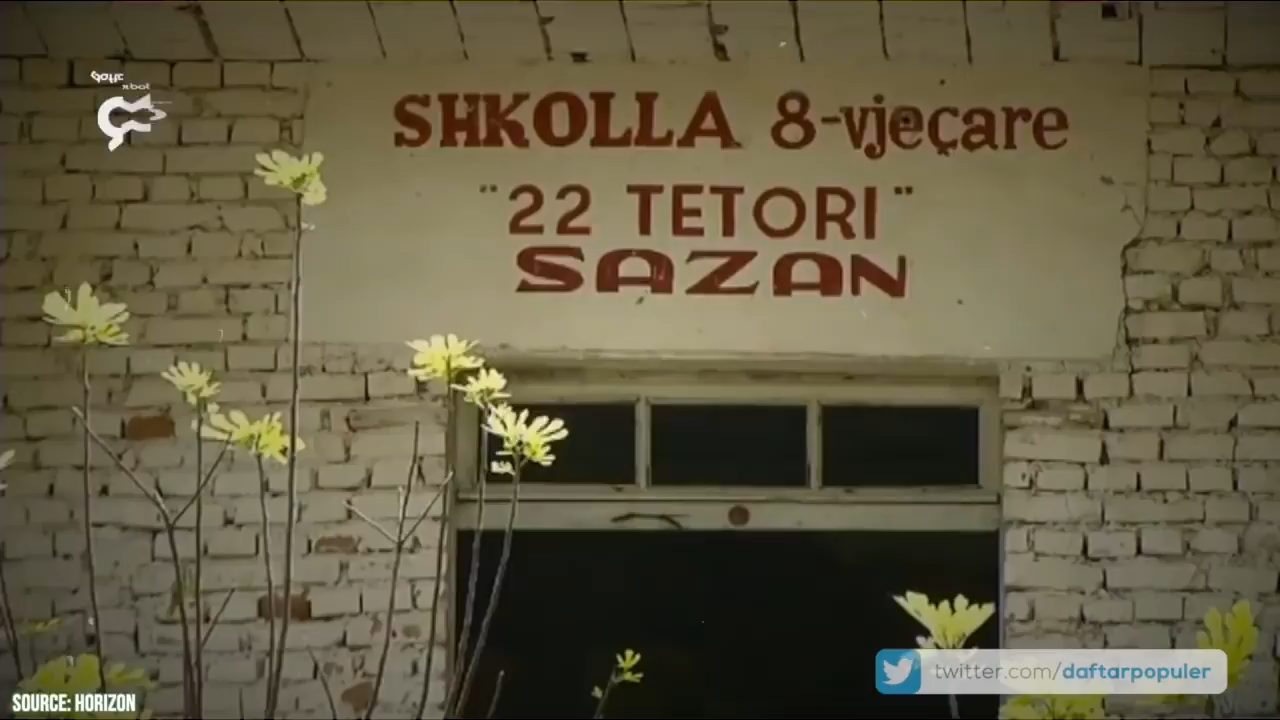 SHKOLLA 8-vjeçare
"22 TETORI"
SAZAN
twitter.com/daftarpopuler
SOURCE: HORIZON